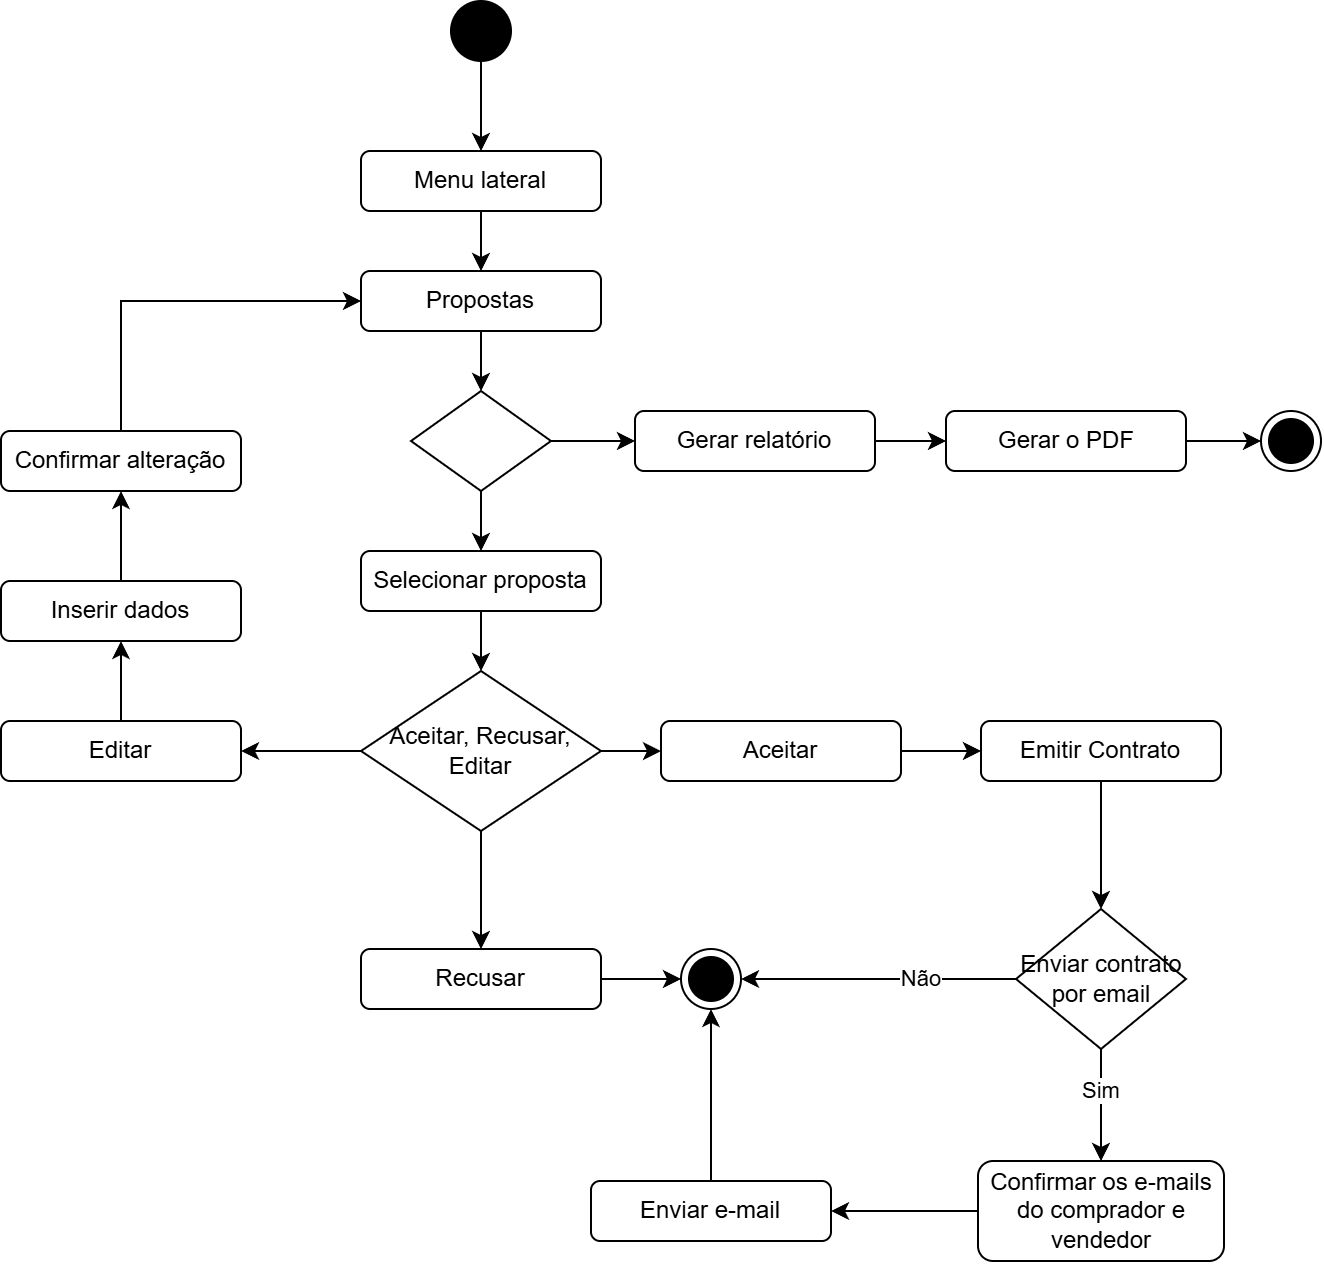 Menu lateral
Propostas
Gerar relatório
Gerar o PDF
Confirmar alteração
Selecionar proposta
Inserir dados
Editar
Aceitar, Recusar,
Editar
Aceitar
Emitir Contrato
Recusar
Não
Enviar contrato
por email
Sim
Enviar e-mail
Confirmar os e-mails
do comprador e
vendedor